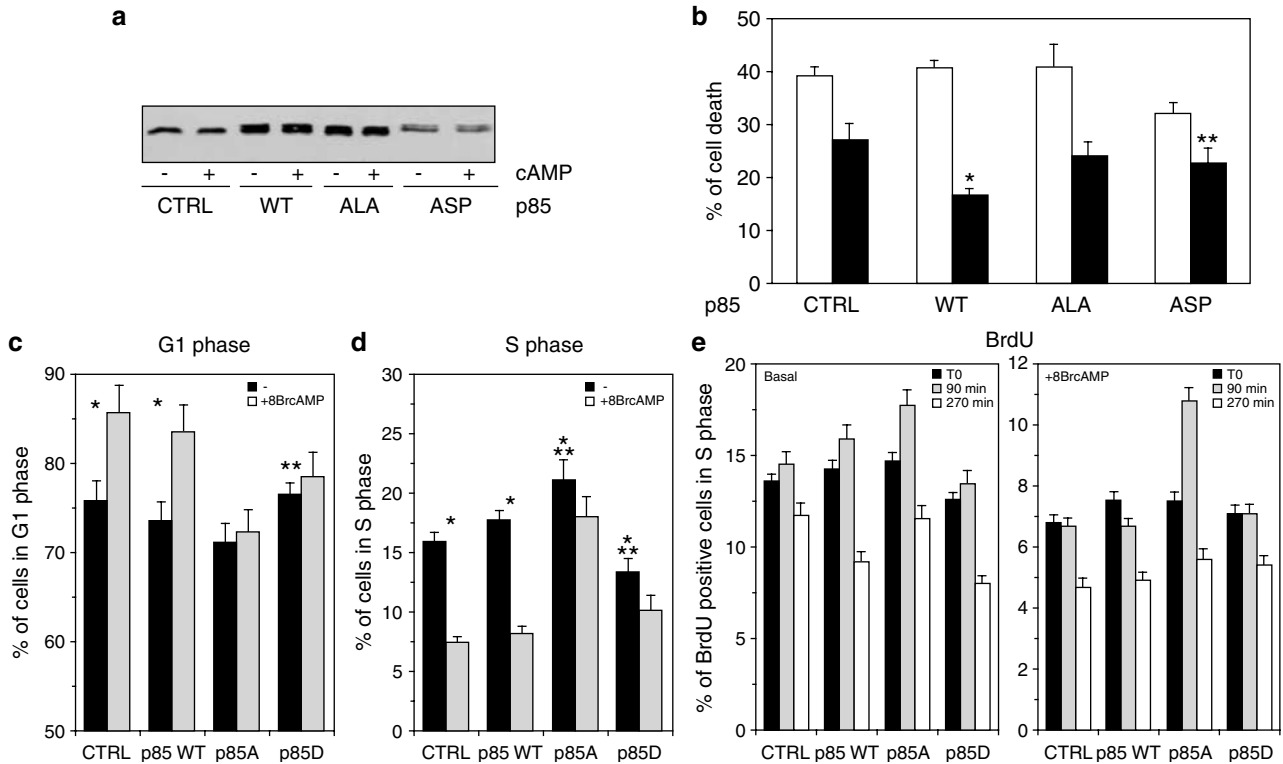 a
- + - + - + - + cAMP
CTRL WT ALA ASP p85
b
% of cell death
50
40
30
20
10
0
*
**
p85 CTRL WT ALA ASP
c
G1 phase
% of cells in G1 phase
90
80
70
60
50
-
+8BrcAMP
* * **
CTRL p85 WT p85A p85D
d
S phase
% of cells in S phase
30
25
20
15
10
5
0
-
+8BrcAMP
*
*
*
**
*
**
CTRL p85 WT p85A p85D
e
BrdU
% of BrdU positive cells in S phase
20
15
10
5
0
Basal
T0
90 min
270 min
CTRL p85 WT p85A p85D
12
10
8
6
4
2
0
+8BrcAMP
T0
90 min
270 min
CTRL p85 WT p85A p85D